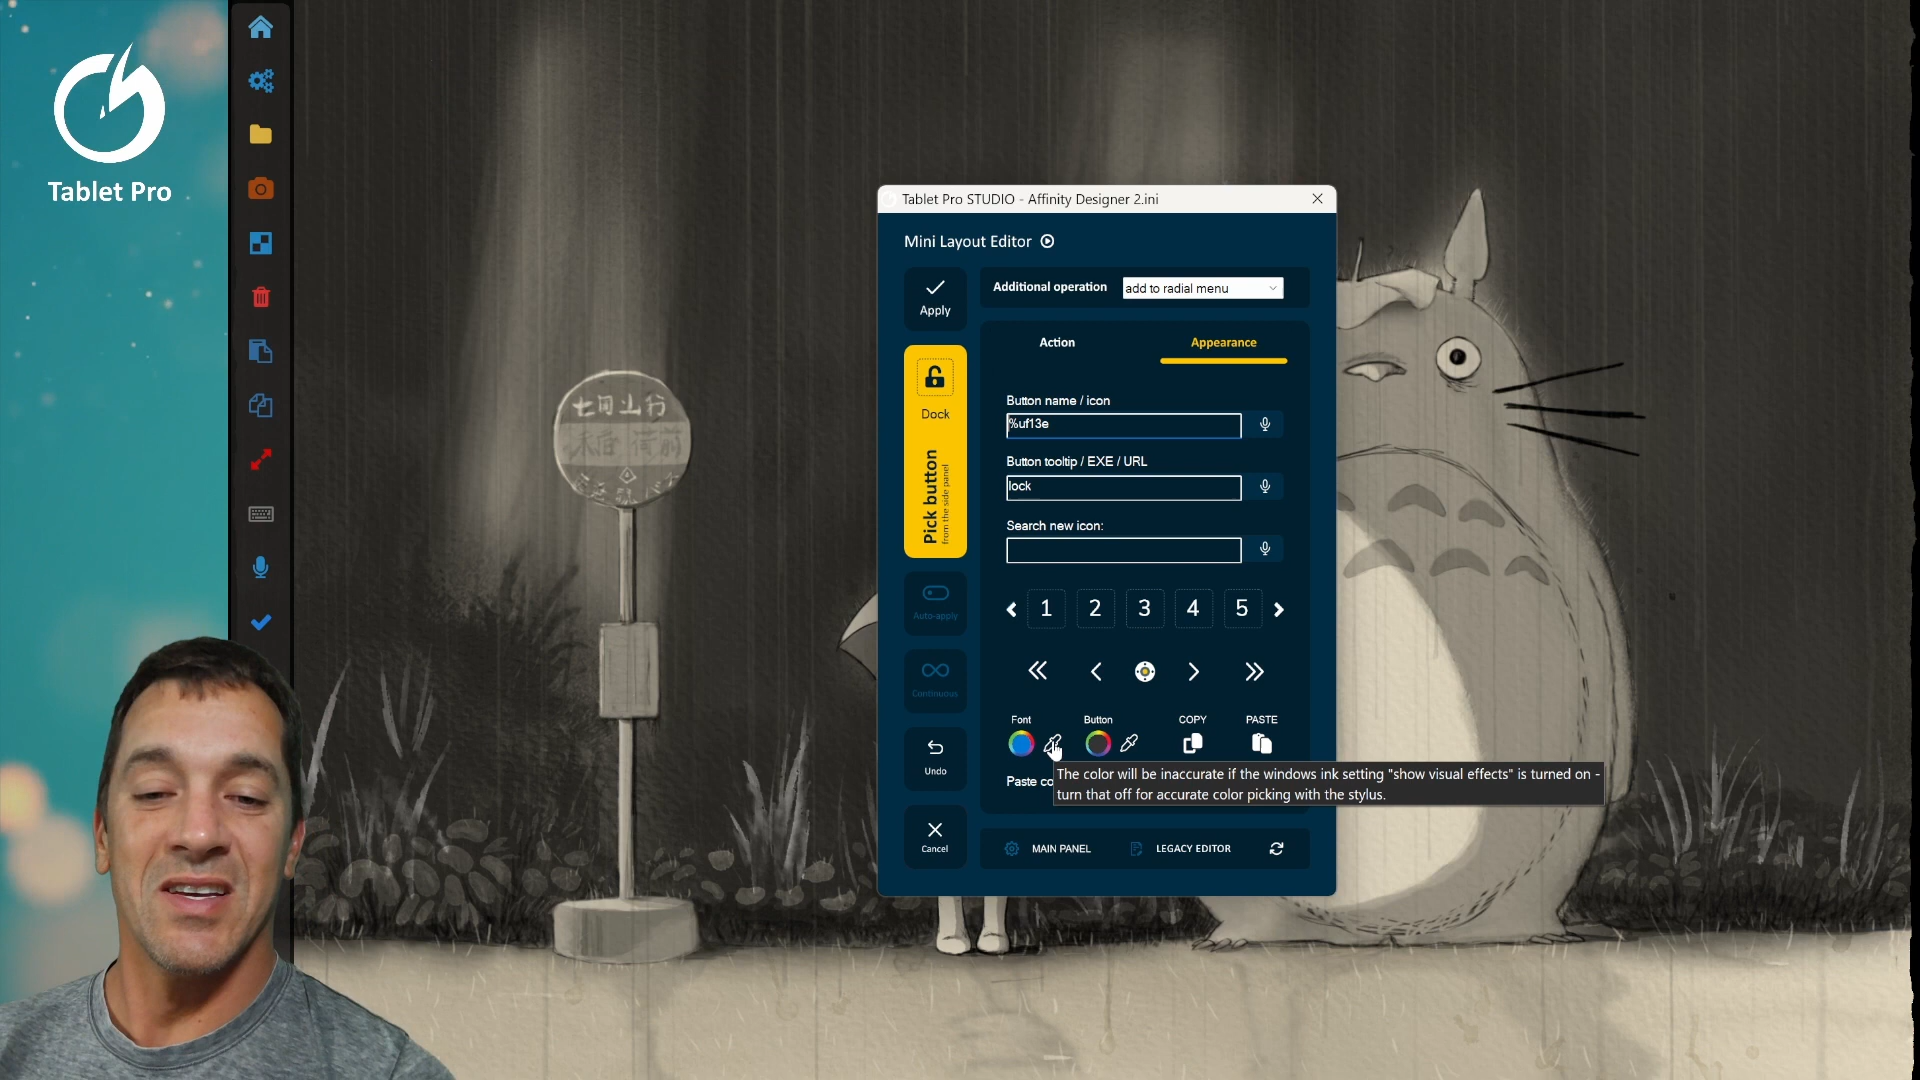 Tablet Pro
Tablet Pro STUDIO - Affinity Designer 2.ini
Mini Layout Editor
Apply
Additional operation
add to radial menu
Dock
Pick button
from the side panel
Action
Appearance
Button name / icon
%uf13e
Button tooltip / EXE / URL
lock
Search new icon:
Auto-apply
1 2 3 4 5
Continuous
Font
Button
COPY
PASTE
Undo
Paste co
The color will be inaccurate if the windows ink setting "show visual effects" is turned on -
turn that off for accurate color picking with the stylus.
Cancel
MAIN PANEL
LEGACY EDITOR